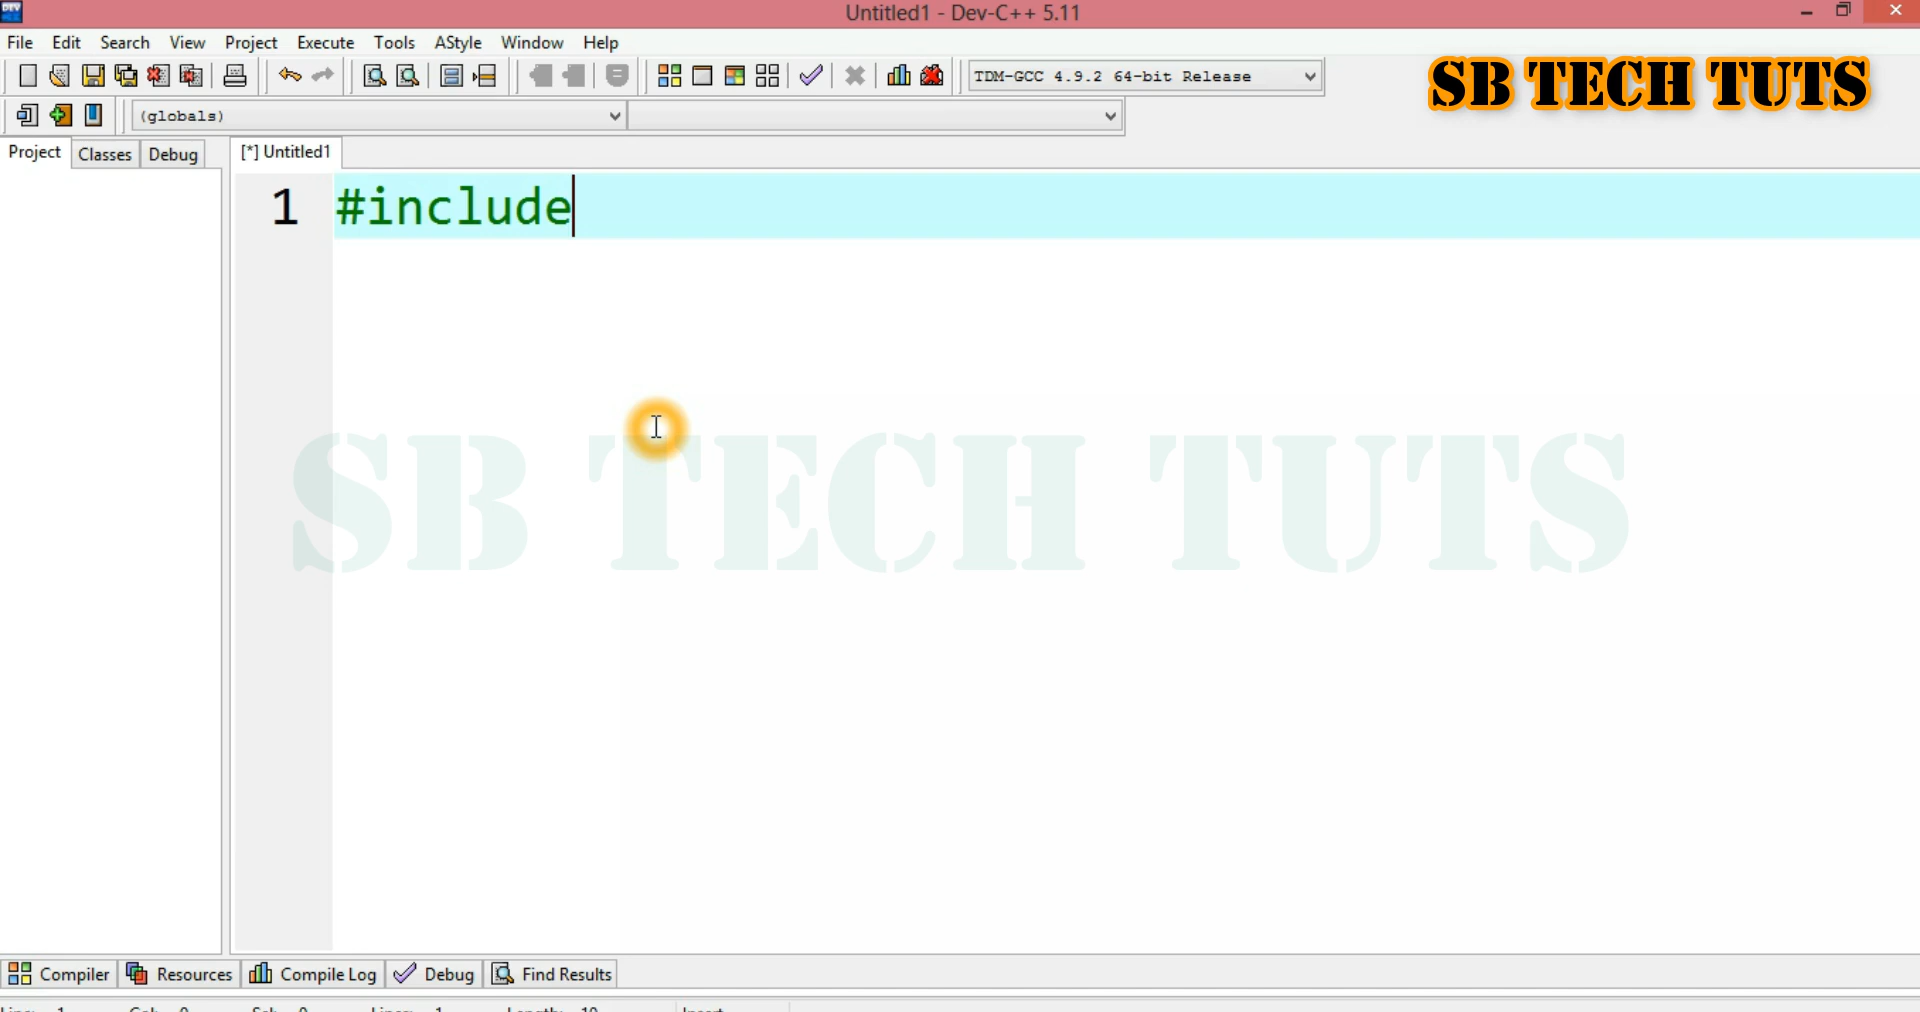 Untitled1 - Dev-C++ 5.11
File Edit Search View Project Execute Tools AStyle Window Help
TDM-GCC 4.9.2 64-bit Release
SB TECH TUTS
(globals)
Project Classes Debug [*] Untitled1
1 #include
SB TECH TUTS
Compiler Resources Compile Log Debug Find Results